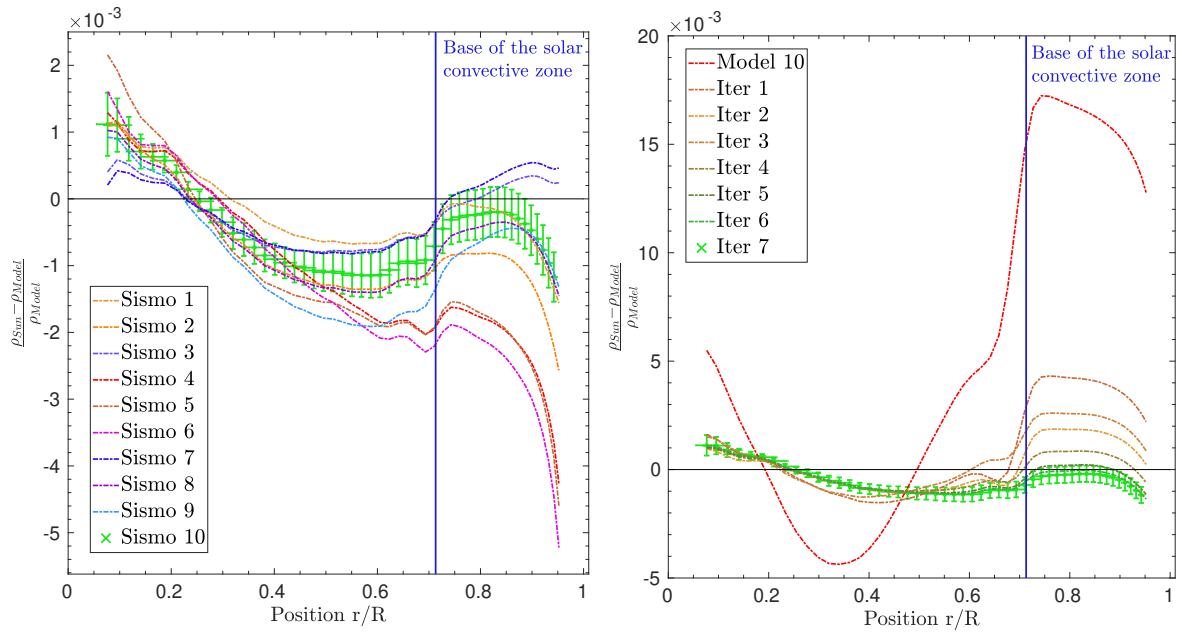 ×10⁻³
2
1
0
-1
-2
-3
-4
-5
ρSun−ρModel
ρModel
Base of the solar
convective zone
Sismo 1
Sismo 2
Sismo 3
Sismo 4
Sismo 5
Sismo 6
Sismo 7
Sismo 8
Sismo 9
Sismo 10
0 0.2 0.4 0.6 0.8 1
Position r/R
×10⁻³
20
15
10
5
0
-5
ρSun−ρModel
ρModel
Model 10
Iter 1
Iter 2
Iter 3
Iter 4
Iter 5
Iter 6
Iter 7
Base of the solar
convective zone
0 0.2 0.4 0.6 0.8 1
Position r/R